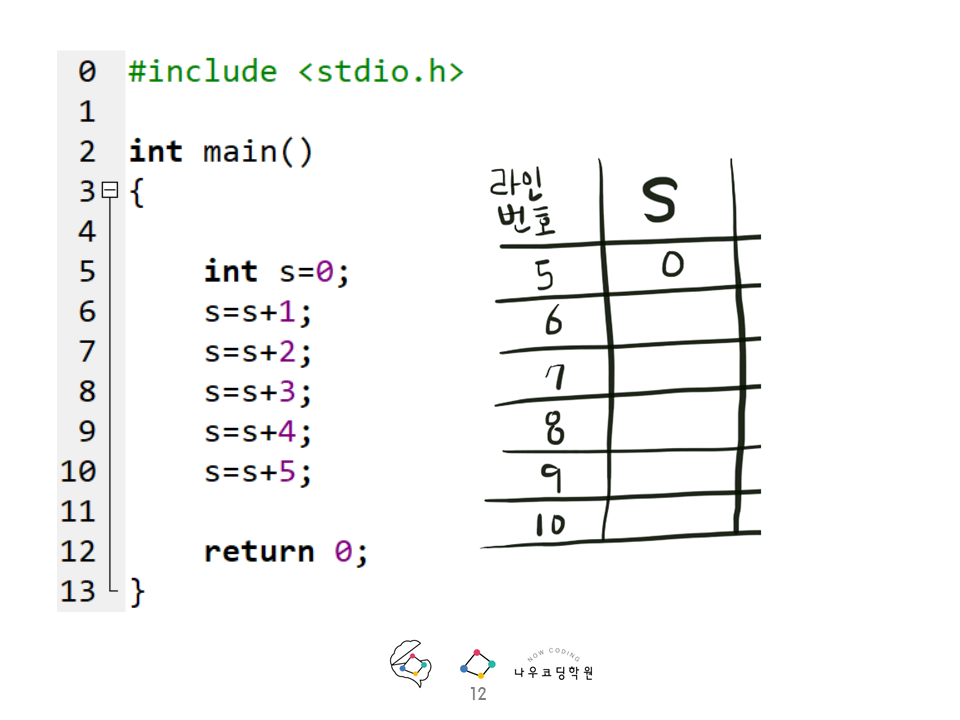 0 #include <stdio.h>
1
2 int main()
3 {
4
5 int s=0;
6 s=s+1;
7 s=s+2;
8 s=s+3;
9 s=s+4;
10 s=s+5;
11
12 return 0;
13 }
라인
번호 S
5 0
6
7
8
9
10
NOW CODING
나우코딩학원
12